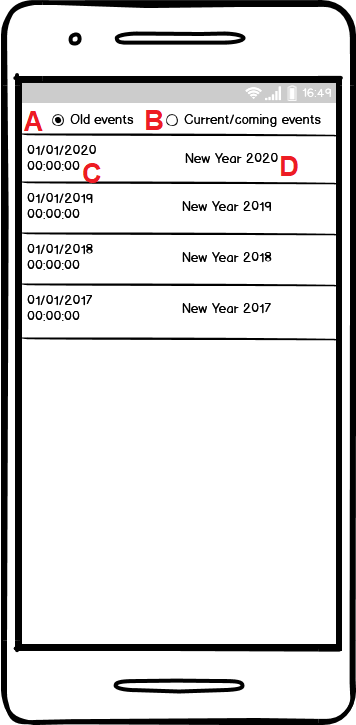 16:49
A Old events B Current/coming events
01/01/2020
00:00:00 C
New Year 2020 D
01/01/2019
00:00:00
New Year 2019
01/01/2018
00:00:00
New Year 2018
01/01/2017
00:00:00
New Year 2017